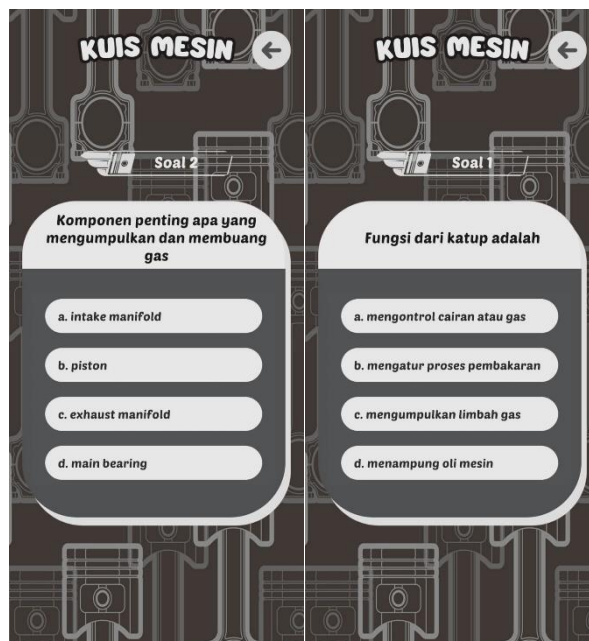 KUIS MESIN
Soal 2
Komponen penting apa yang
mengumpulkan dan membuang
gas
a. intake manifold
b. piston
c. exhaust manifold
d. main bearing
KUIS MESIN
Soal 1
Fungsi dari katup adalah
a. mengontrol cairan atau gas
b. mengatur proses pembakaran
c. mengumpulkan limbah gas
d. menampung oli mesin